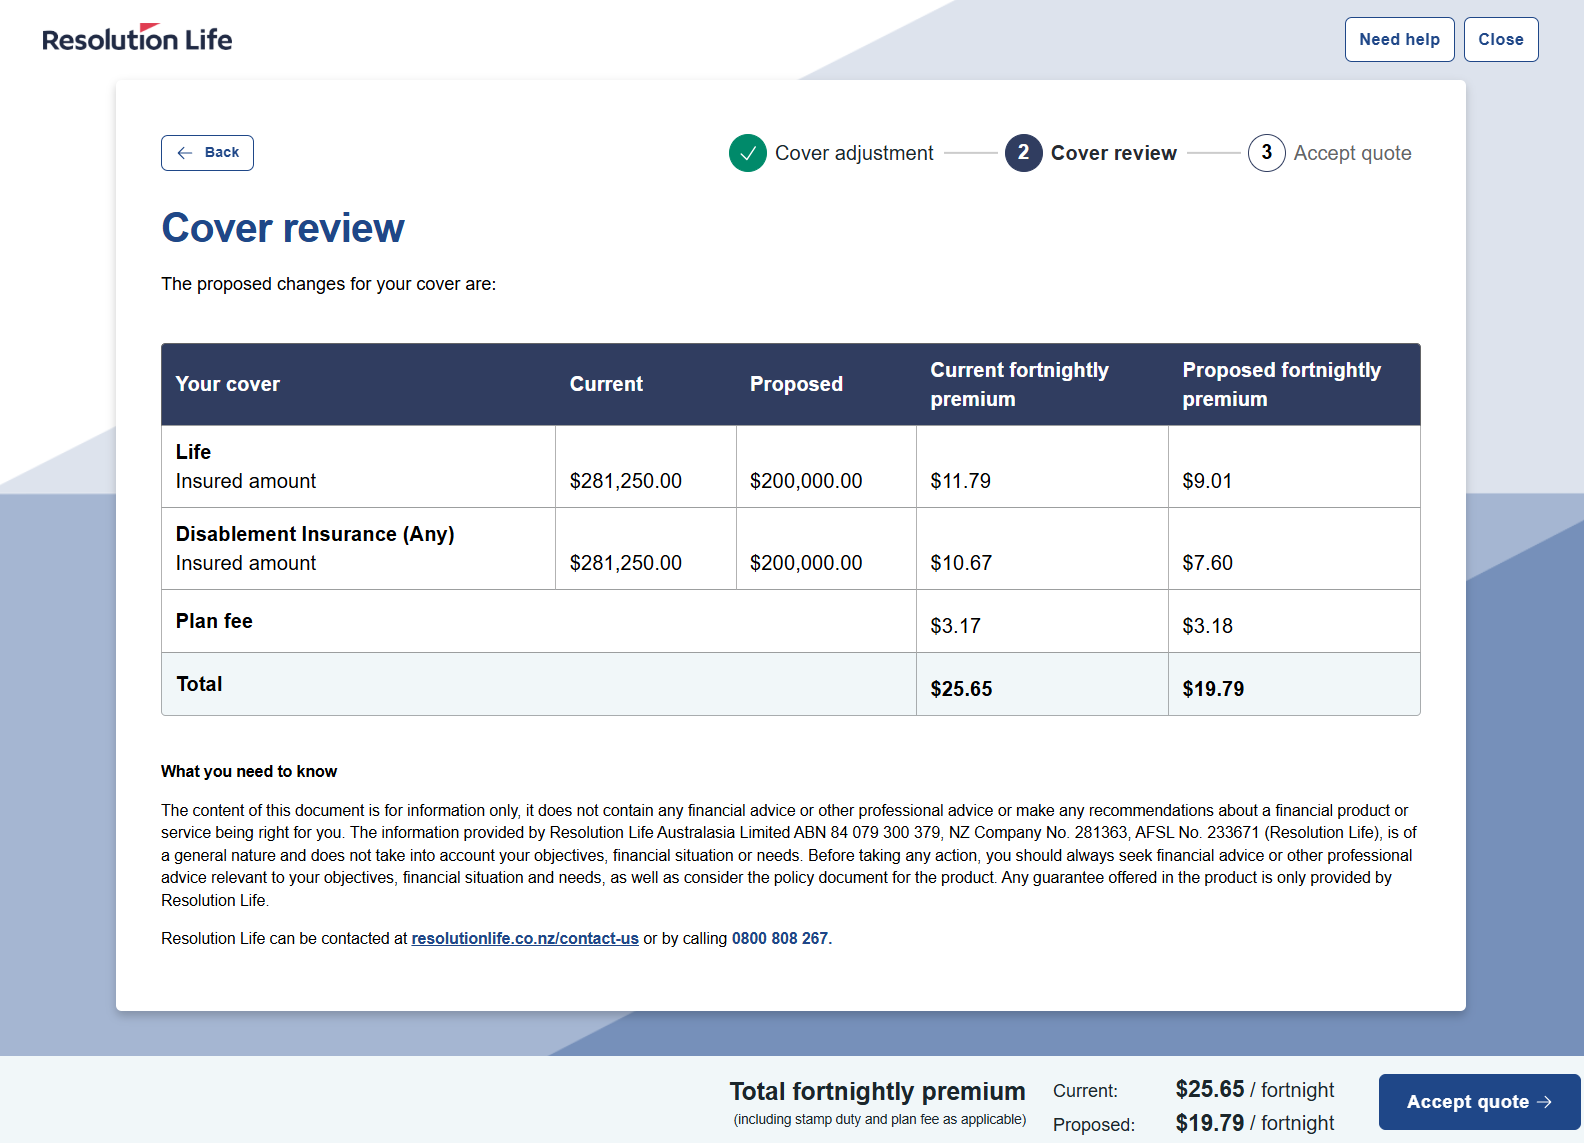 Resolution Life
Need help
Close
Back
Cover adjustment
2
Cover review
3
Accept quote
Cover review
The proposed changes for your cover are:
Your cover
Current
Proposed
Current fortnightly
premium
Proposed fortnightly
premium
Life
Insured amount
$281,250.00
$200,000.00
$11.79
$9.01
Disablement Insurance (Any)
Insured amount
$281,250.00
$200,000.00
$10.67
$7.60
Plan fee
$3.17
$3.18
Total
$25.65
$19.79
What you need to know
The content of this document is for information only, it does not contain any financial advice or other professional advice or make any recommendations about a financial product or
service being right for you. The information provided by Resolution Life Australasia Limited ABN 84 079 300 379, NZ Company No. 281363, AFSL No. 233671 (Resolution Life), is of
a general nature and does not take into account your objectives, financial situation or needs. Before taking any action, you should always seek financial advice or other professional
advice relevant to your objectives, financial situation and needs, as well as consider the policy document for the product. Any guarantee offered in the product is only provided by
Resolution Life.
Resolution Life can be contacted at resolutionlife.co.nz/contact-us or by calling 0800 808 267.
Total fortnightly premium
(including stamp duty and plan fee as applicable)
Current:
$25.65 / fortnight
Proposed:
$19.79 / fortnight
Accept quote